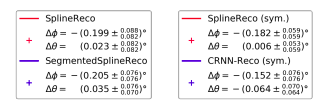 SplineReco
Δϕ = −(0.199 ± 0.088 0.082)°
Δθ = (0.023 ± 0.082 0.082)°
SegmentedSplineReco
Δϕ = −(0.205 ± 0.076 0.076)°
Δθ = (0.035 ± 0.076 0.070)°
SplineReco (sym.)
Δϕ = −(0.182 ± 0.059 0.059)°
Δθ = (0.006 ± 0.053 0.059)°
CRNN-Reco (sym.)
Δϕ = −(0.152 ± 0.076 0.076)°
Δθ = −(0.064 ± 0.070 0.064)°